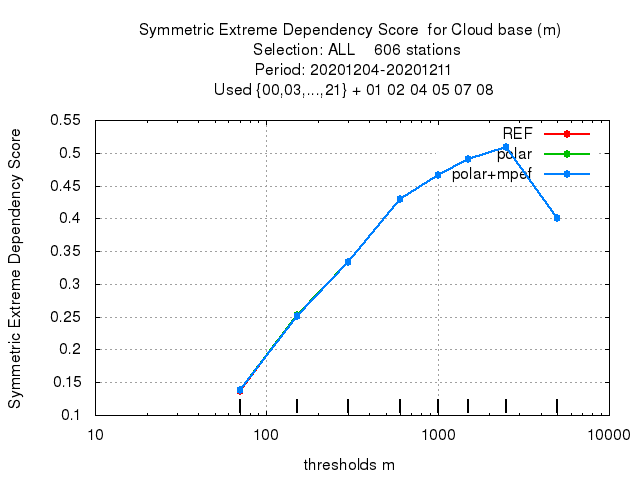 Symmetric Extreme Dependency Score  for Cloud base (m)
Selection: ALL    606 stations
Period: 20201204-20201211
Used {00,03,...,21} + 01 02 04 05 07 08
Symmetric Extreme Dependency Score
0.55
0.5
0.45
0.4
0.35
0.3
0.25
0.2
0.15
0.1
REF
polar
polar+mpef
10
100
1000
10000
thresholds m